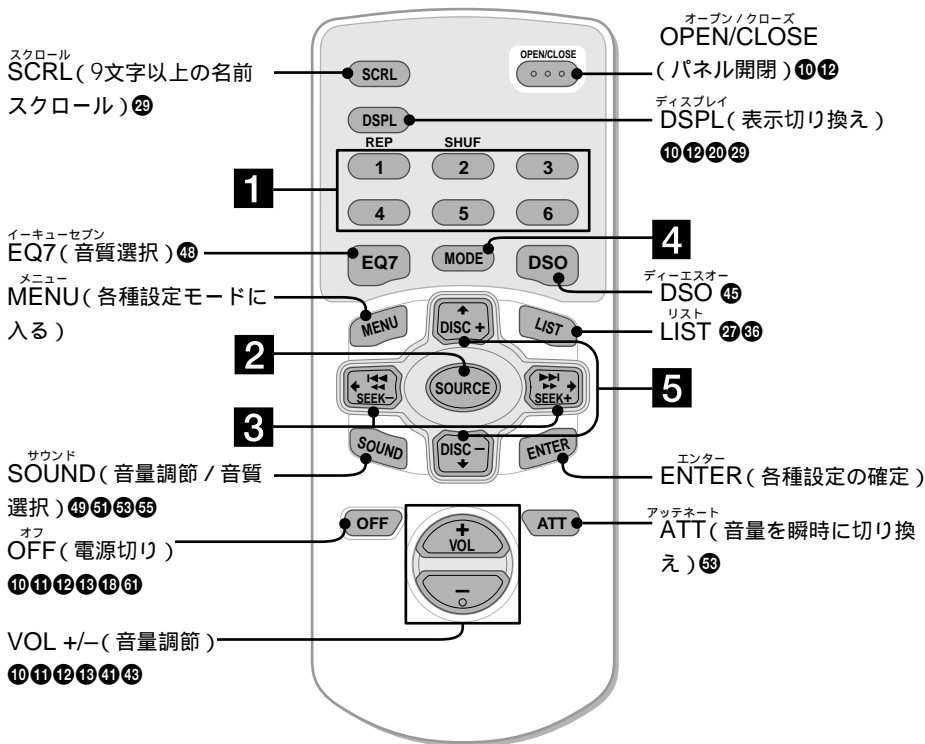 スクロール
SCRL(9文字以上の名前
スクロール)㉙
イーキューセブン
EQ7(音質選択)㊽
メニュー
MENU(各種設定モードに
入る)
サウンド
SOUND(音量調節/音質
選択)㊾51 53 55
オフ
OFF(電源切り)
⑩⑪⑫⑬⑱61
VOL +/–(音量調節)
⑩⑪⑫⑬㊶㊸
SCRL
OPEN/CLOSE
DSPL
REP
SHUF
1
2
3
4
5
6
EQ7
MODE
DSO
MENU
DISC +
LIST
SEEK–
SOURCE
SEEK+
SOUND
DISC –
ENTER
OFF
+
VOL
–
ATT
1
2
3
4
5
オープン/クローズ
OPEN/CLOSE
(パネル開閉)⑩⑫
ディスプレイ
DSPL(表示切り換え)
⑩⑫⑳㉙
ディーエスオー
DSO ㊺
リスト
LIST ㉗㊱
エンター
ENTER(各種設定の確定)
アッテネート
ATT(音量を瞬時に切り換
え)53